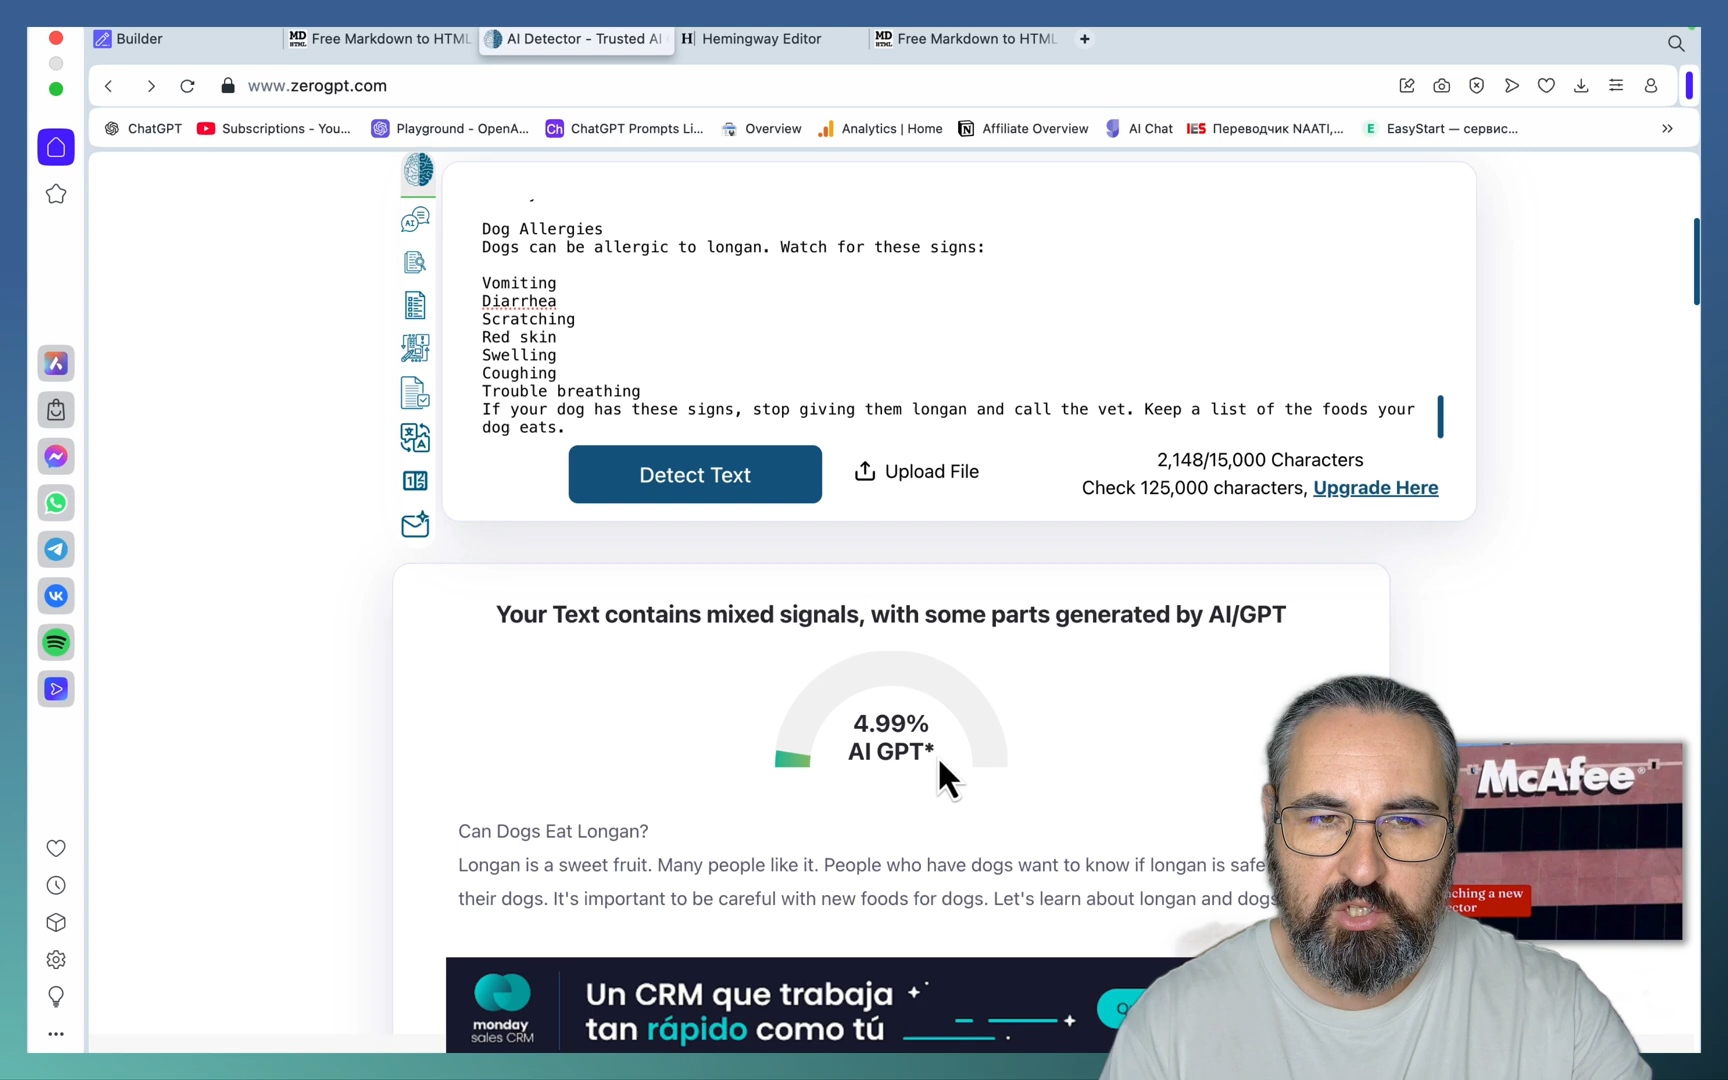 Builder
MD HTML Free Markdown to HTML
AI Detector - Trusted AI
H Hemingway Editor
MD HTML Free Markdown to HTML
www.zerogpt.com
ChatGPT
Subscriptions - You...
Playground - OpenA...
Ch ChatGPT Prompts Li...
Overview
Analytics | Home
Affiliate Overview
AI Chat
IES Переводчик NAATI,...
E EasyStart — сервис...
Dog Allergies
Dogs can be allergic to longan. Watch for these signs:
Vomiting
Diarrhea
Scratching
Red skin
Swelling
Coughing
Trouble breathing
If your dog has these signs, stop giving them longan and call the vet. Keep a list of the foods your
dog eats.
Detect Text
Upload File
2,148/15,000 Characters
Check 125,000 characters, Upgrade Here
Your Text contains mixed signals, with some parts generated by AI/GPT
4.99%
AI GPT*
Can Dogs Eat Longan?
Longan is a sweet fruit. Many people like it. People who have dogs want to know if longan is safe
their dogs. It's important to be careful with new foods for dogs. Let's learn about longan and dogs
McAfee
a new
monday
sales CRM
Un CRM que trabaja
tan rápido como tú